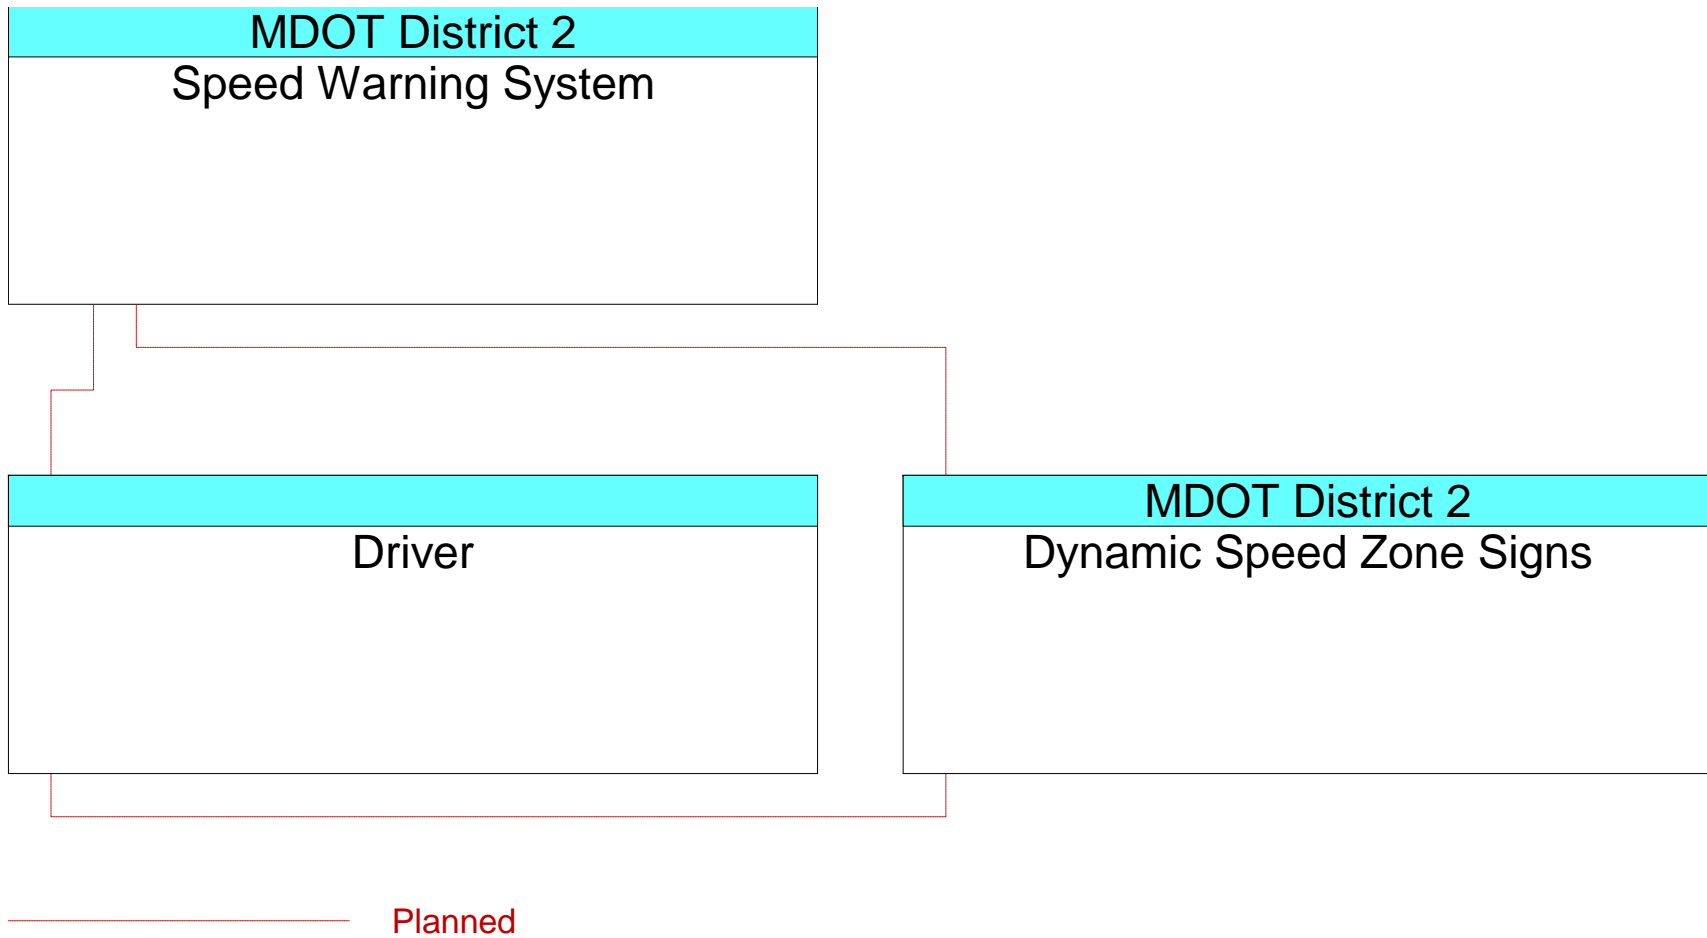 MDOT District 2
Speed Warning System
Driver
MDOT District 2
Dynamic Speed Zone Signs
Planned